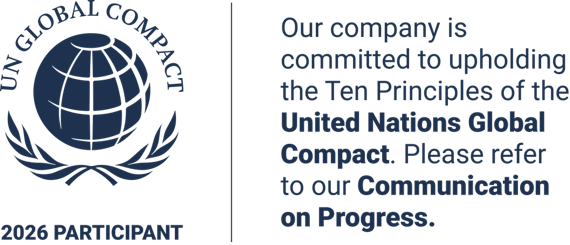 UN GLOBAL COMPACT
2026 PARTICIPANT
Our company is
committed to upholding
the Ten Principles of the
United Nations Global
Compact. Please refer
to our Communication
on Progress.